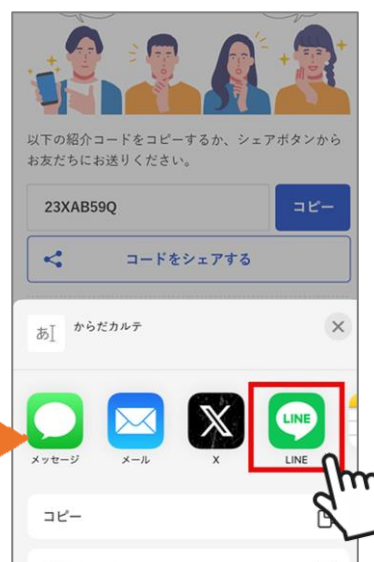 以下の紹介コードをコピーするか、シェアボタンから
お友だちにお送りください。
23XAB59Q
コピー
コードをシェアする
あ
からだカルテ
LINE
メッセージ
メール
X
LINE
コピー